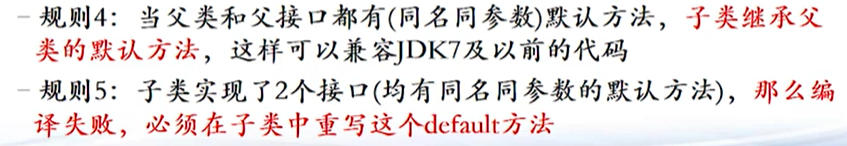 – 规则4：当父类和父接口都有(同名同参数)默认方法，子类继承父
类的默认方法，这样可以兼容JDK7及以前的代码
– 规则5：子类实现了2个接口(均有同名同参数的默认方法)，那么编
译失败，必须在子类中重写这个default方法